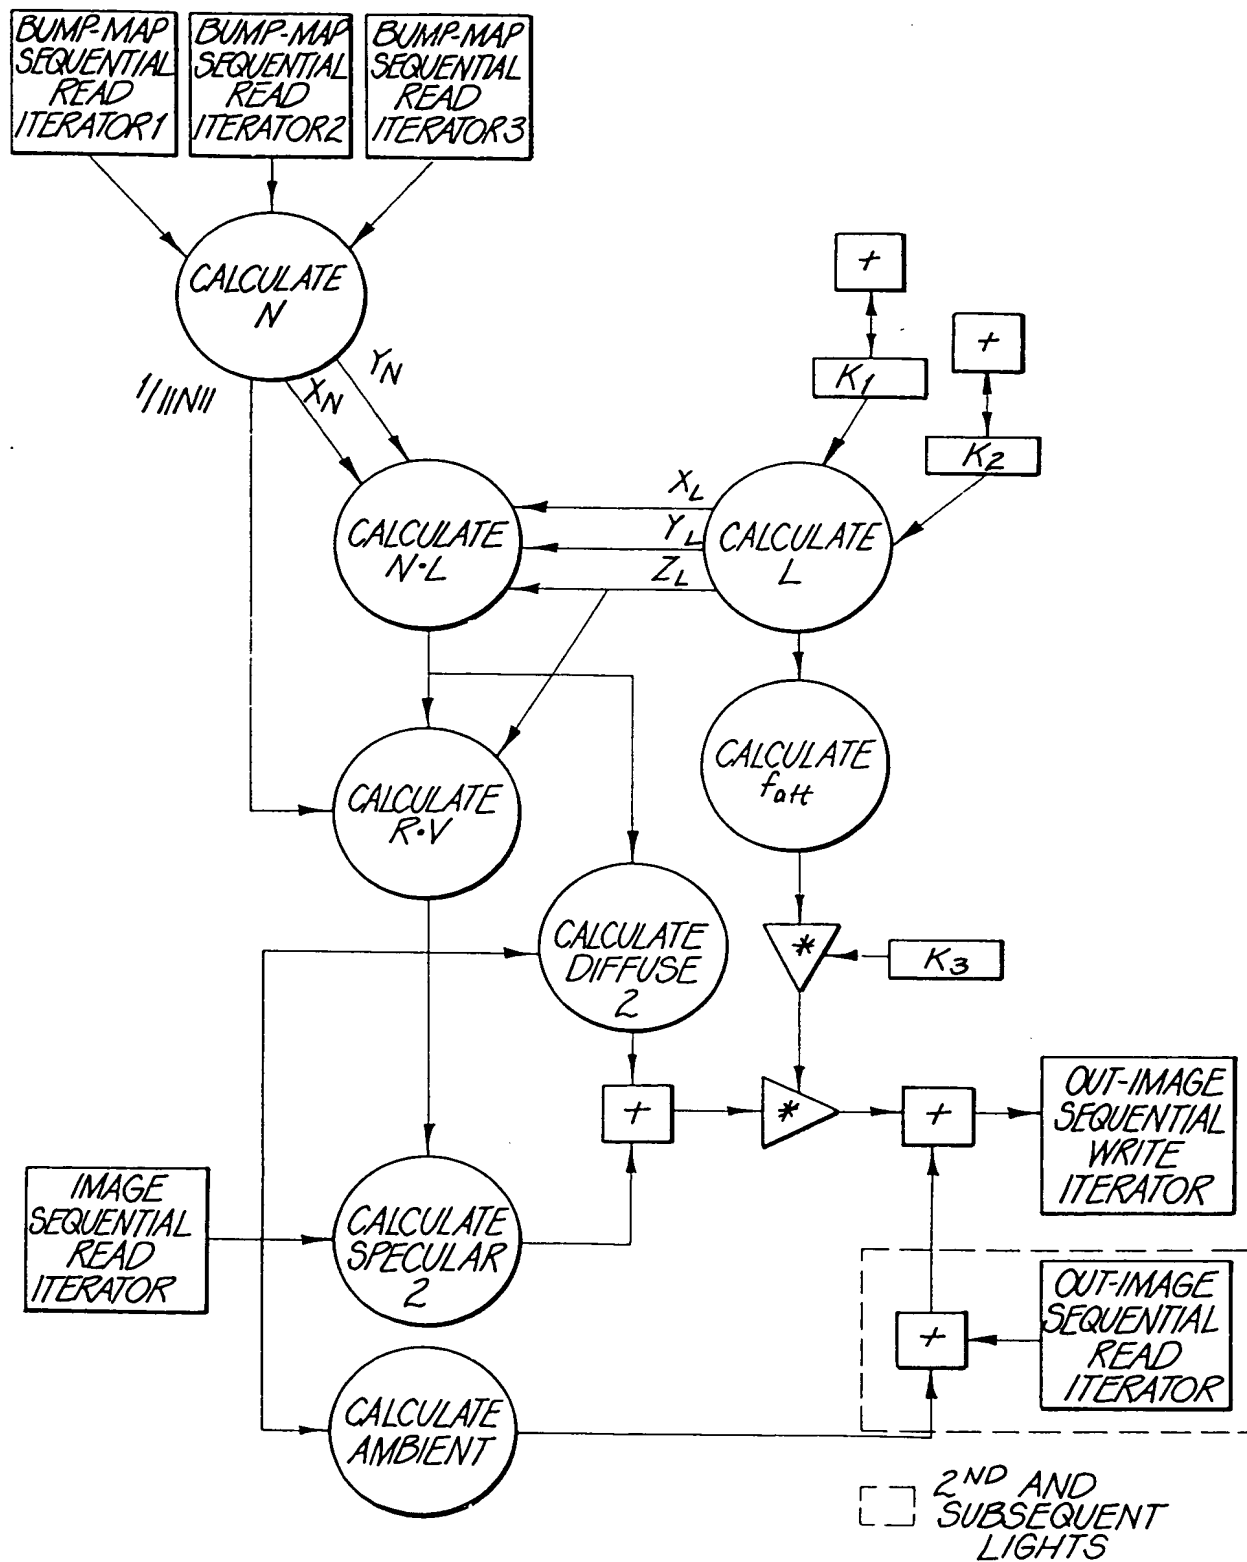 BUMP-MAP
SEQUENTIAL
READ
ITERATOR1
BUMP-MAP
SEQUENTIAL
READ
ITERATOR2
BUMP-MAP
SEQUENTIAL
READ
ITERATOR3
CALCULATE
N
+
+
K1
K2
1/||N||
XN
YN
CALCULATE
N·L
XL
YL
ZL
CALCULATE
L
CALCULATE
R·V
CALCULATE
fatt
CALCULATE
DIFFUSE
2
*
K3
+
*
+
OUT-IMAGE
SEQUENTIAL
WRITE
ITERATOR
IMAGE
SEQUENTIAL
READ
ITERATOR
CALCULATE
SPECULAR
2
+
OUT-IMAGE
SEQUENTIAL
READ
ITERATOR
CALCULATE
AMBIENT
2ND AND
SUBSEQUENT
LIGHTS